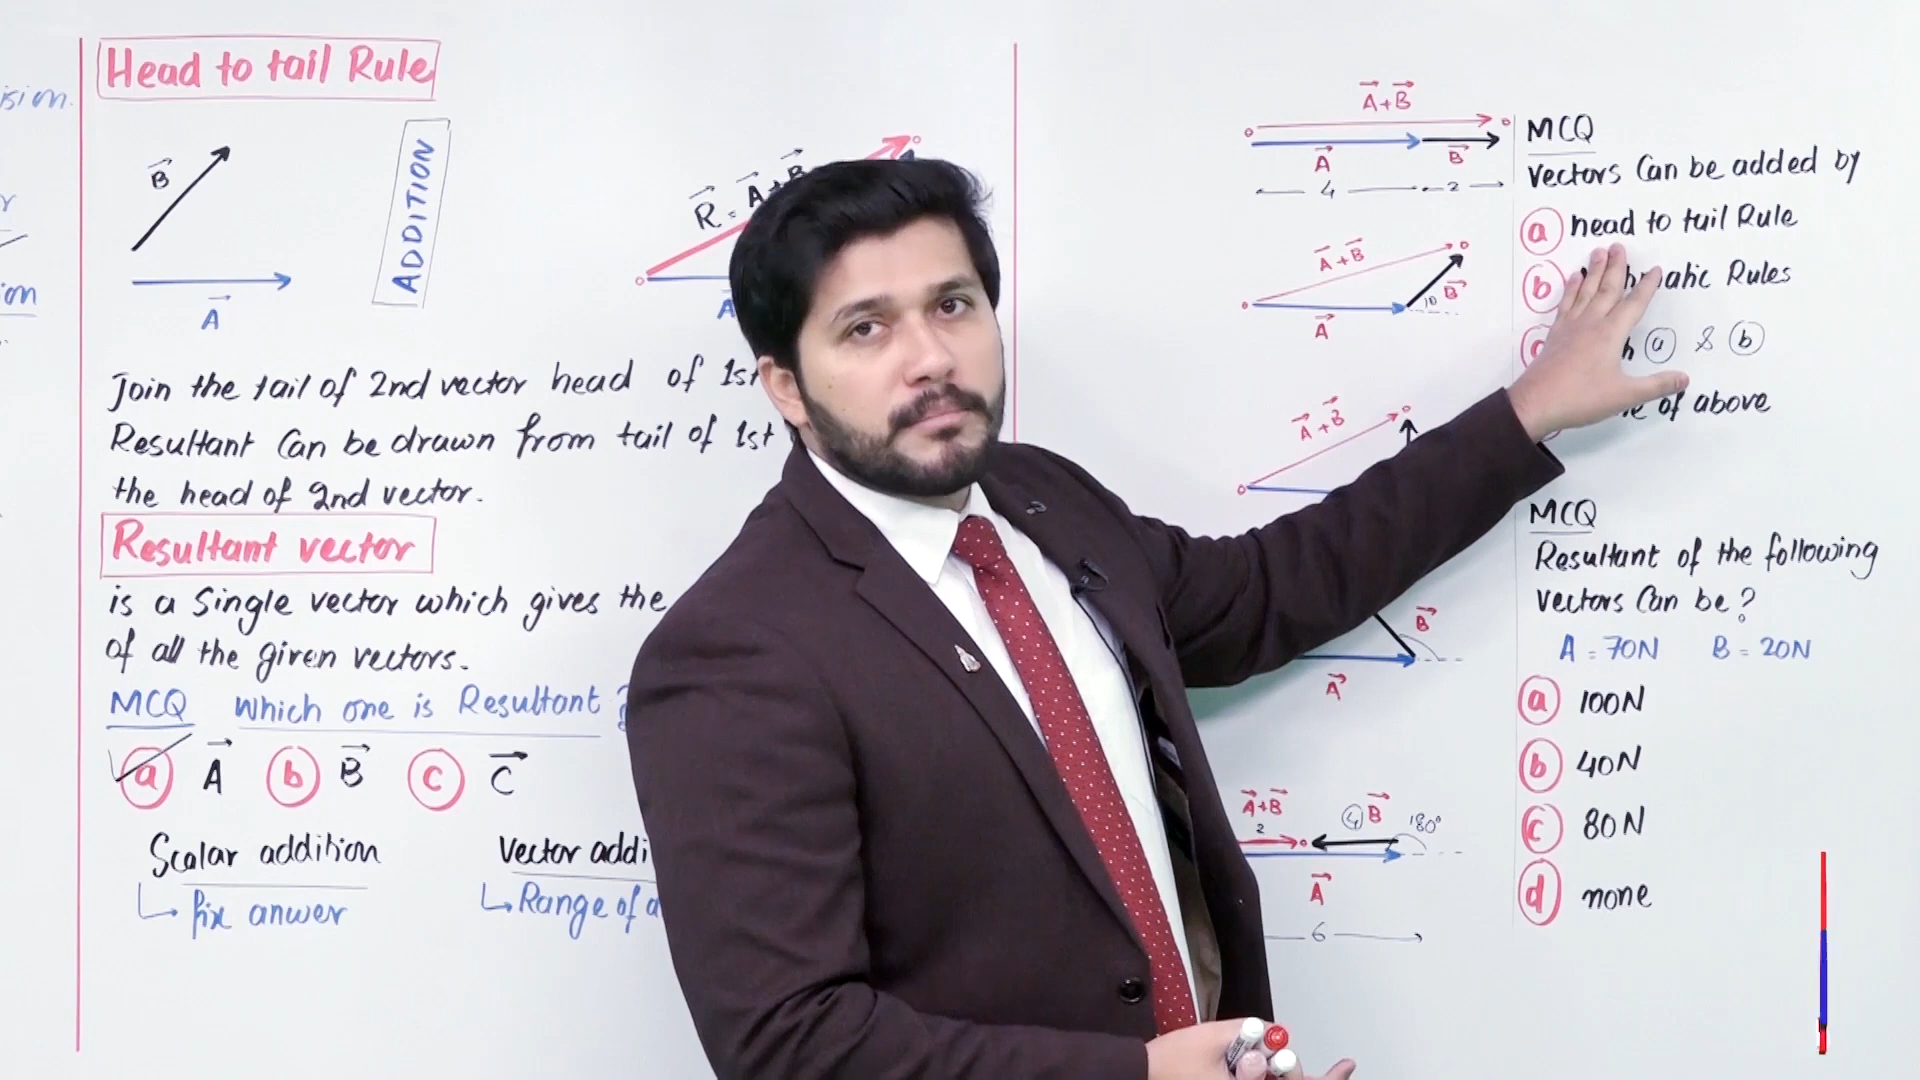 ision.
Head to tail Rule
B
A
ADDITION
R = A + B
A
Join the tail of 2nd vector head of 1st
Resultant Can be drawn from tail of 1st
the head of 2nd vector.
Resultant vector
is a Single vector which gives the
of all the given vectors.
MCQ which one is Resultant ?
a A b B c C
Scalar addition
fix anwer
Vector addi
Range of a
A+B
A B
4 2
A+B
A 10 B
A+B
B
A
A+B
2
4 B 180°
A
6
MCQ
Vectors Can be added by
a head to tail Rule
b Rules
a & b
of above
MCQ
Resultant of the following
vectors Can be?
A = 70N B = 20N
a 100N
b 40N
c 80N
d none